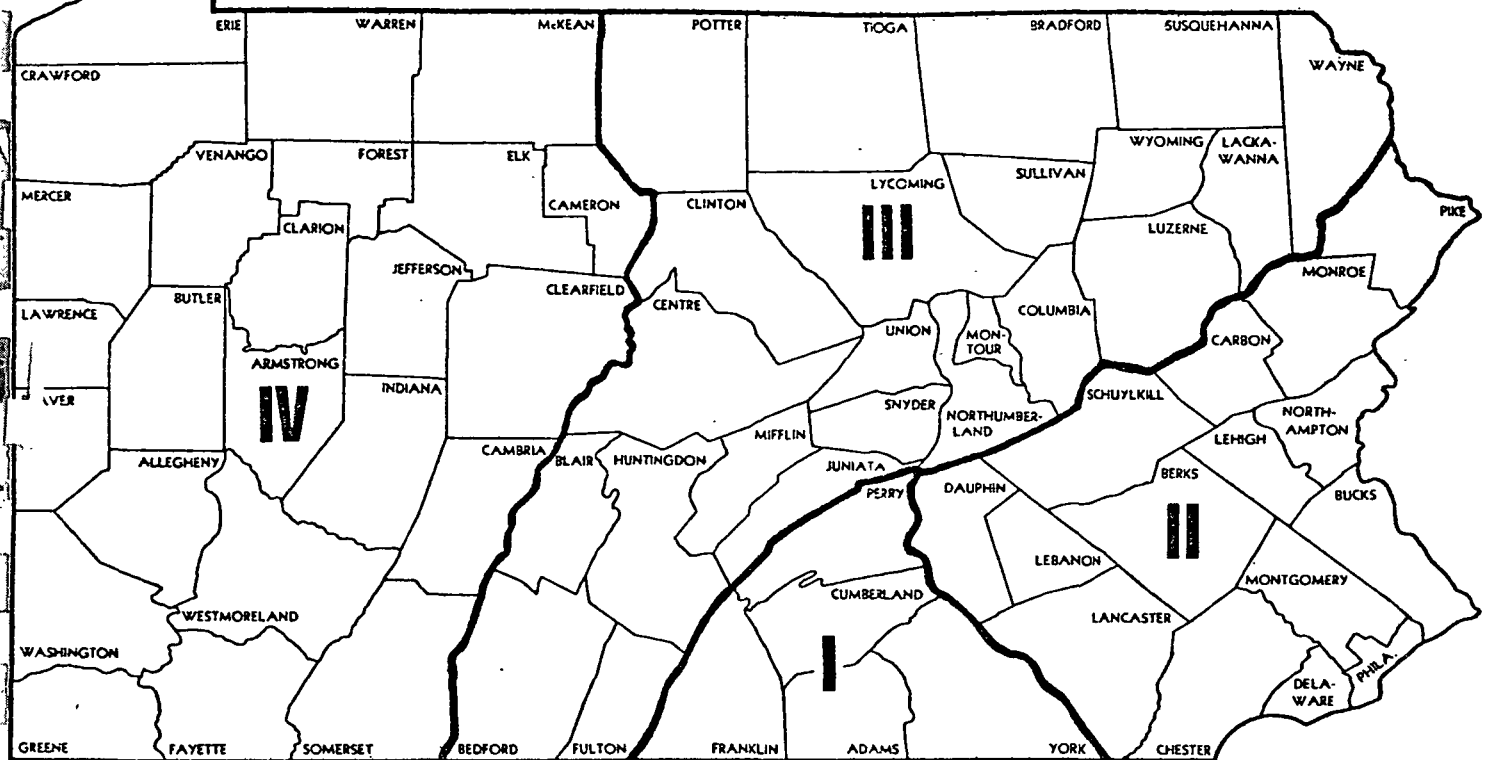 ERIE
WARREN
McKEAN
POTTER
TIOGA
BRADFORD
SUSQUEHANNA
WAYNE
CRAWFORD
VENANGO
FOREST
ELK
WYOMING
LACKA-
WANNA
MERCER
CLARION
CAMERON
CLINTON
LYCOMING
III
SULLIVAN
LUZERNE
PIKE
JEFFERSON
CLEARFIELD
CENTRE
MONROE
LAWRENCE
BUTLER
UNION
MON-
TOUR
COLUMBIA
CARBON
ARMSTRONG
IV
INDIANA
SNYDER
NORTHUMBER-
LAND
SCHUYLKILL
NORTH-
AMPTON
LEHIGH
AVER
ALLEGHENY
CAMBRIA
BLAIR
HUNTINGDON
MIFFLIN
JUNIATA
PERRY
DAUPHIN
BERKS
II
BUCKS
LEBANON
MONTGOMERY
WESTMORELAND
CUMBERLAND
I
LANCASTER
WASHINGTON
PHILA.
DELA-
WARE
GREENE
FAYETTE
SOMERSET
BEDFORD
FULTON
FRANKLIN
ADAMS
YORK
CHESTER